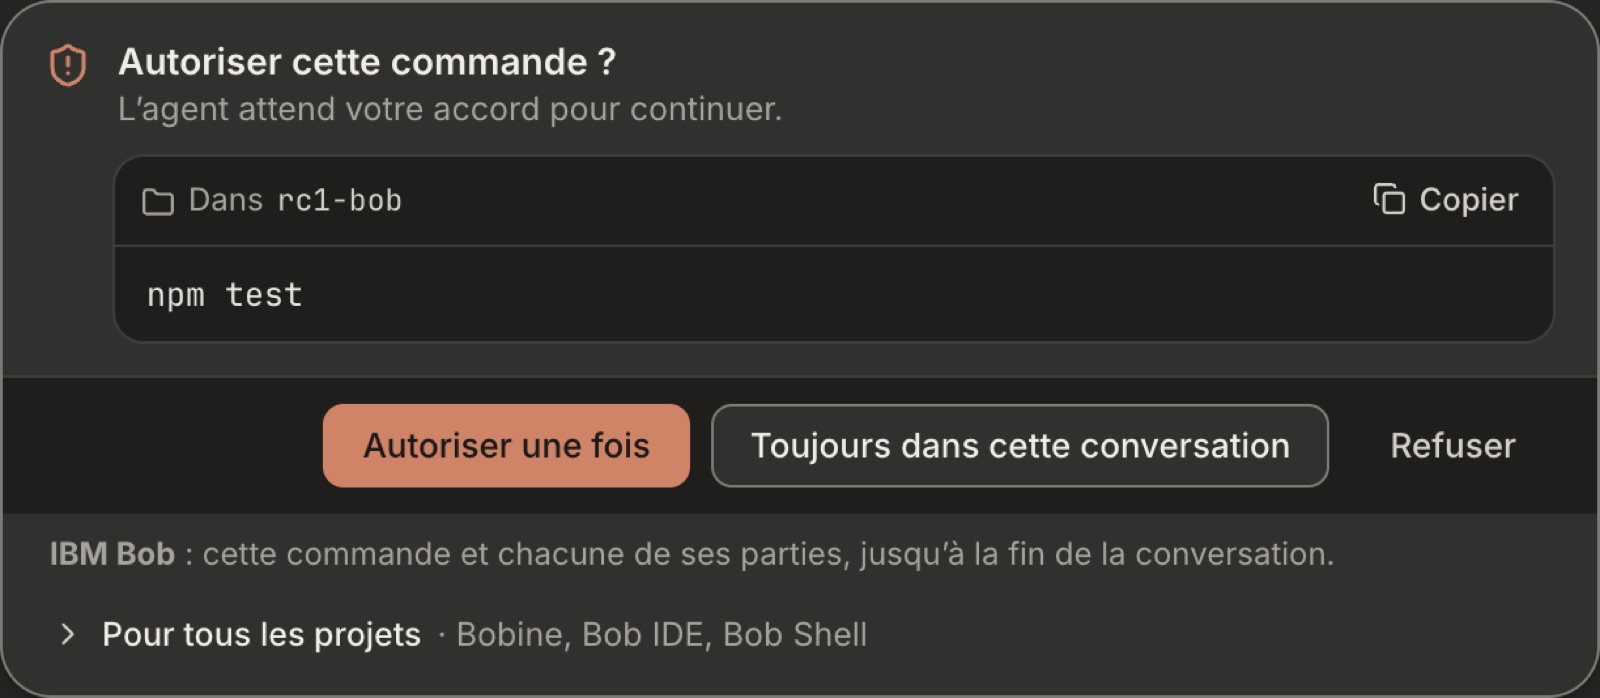 Autoriser cette commande ?
L’agent attend votre accord pour continuer.
Dans rc1-bob
Copier
npm test
Autoriser une fois
Toujours dans cette conversation
Refuser
IBM Bob : cette commande et chacune de ses parties, jusqu’à la fin de la conversation.
Pour tous les projets · Bobine, Bob IDE, Bob Shell